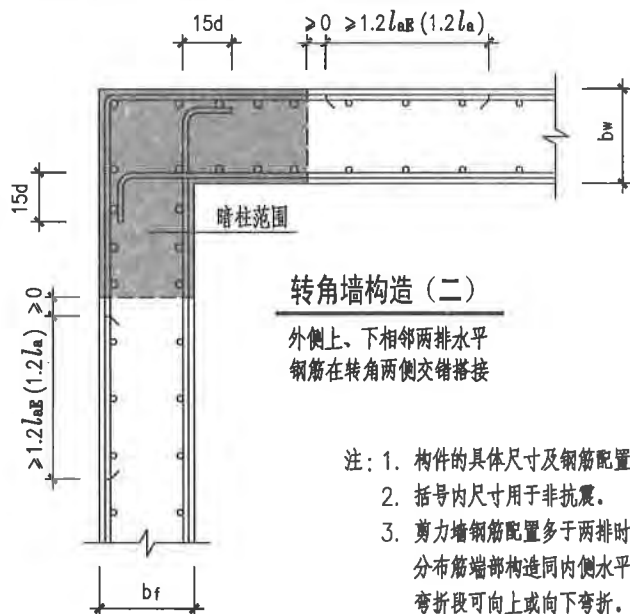 15d
≥0 ≥1.2laE(1.2la)
bw
15d
暗柱范围
≥1.2laE(1.2la) ≥0
转角墙构造（二）
外侧上、下相邻两排水平
钢筋在转角两侧交错搭接
注：1. 构件的具体尺寸及钢筋配置
2. 括号内尺寸用于非抗震。
3. 剪力墙钢筋配置多于两排时
分布筋端部构造同内侧水平
弯折段可向上或向下弯折。
bf